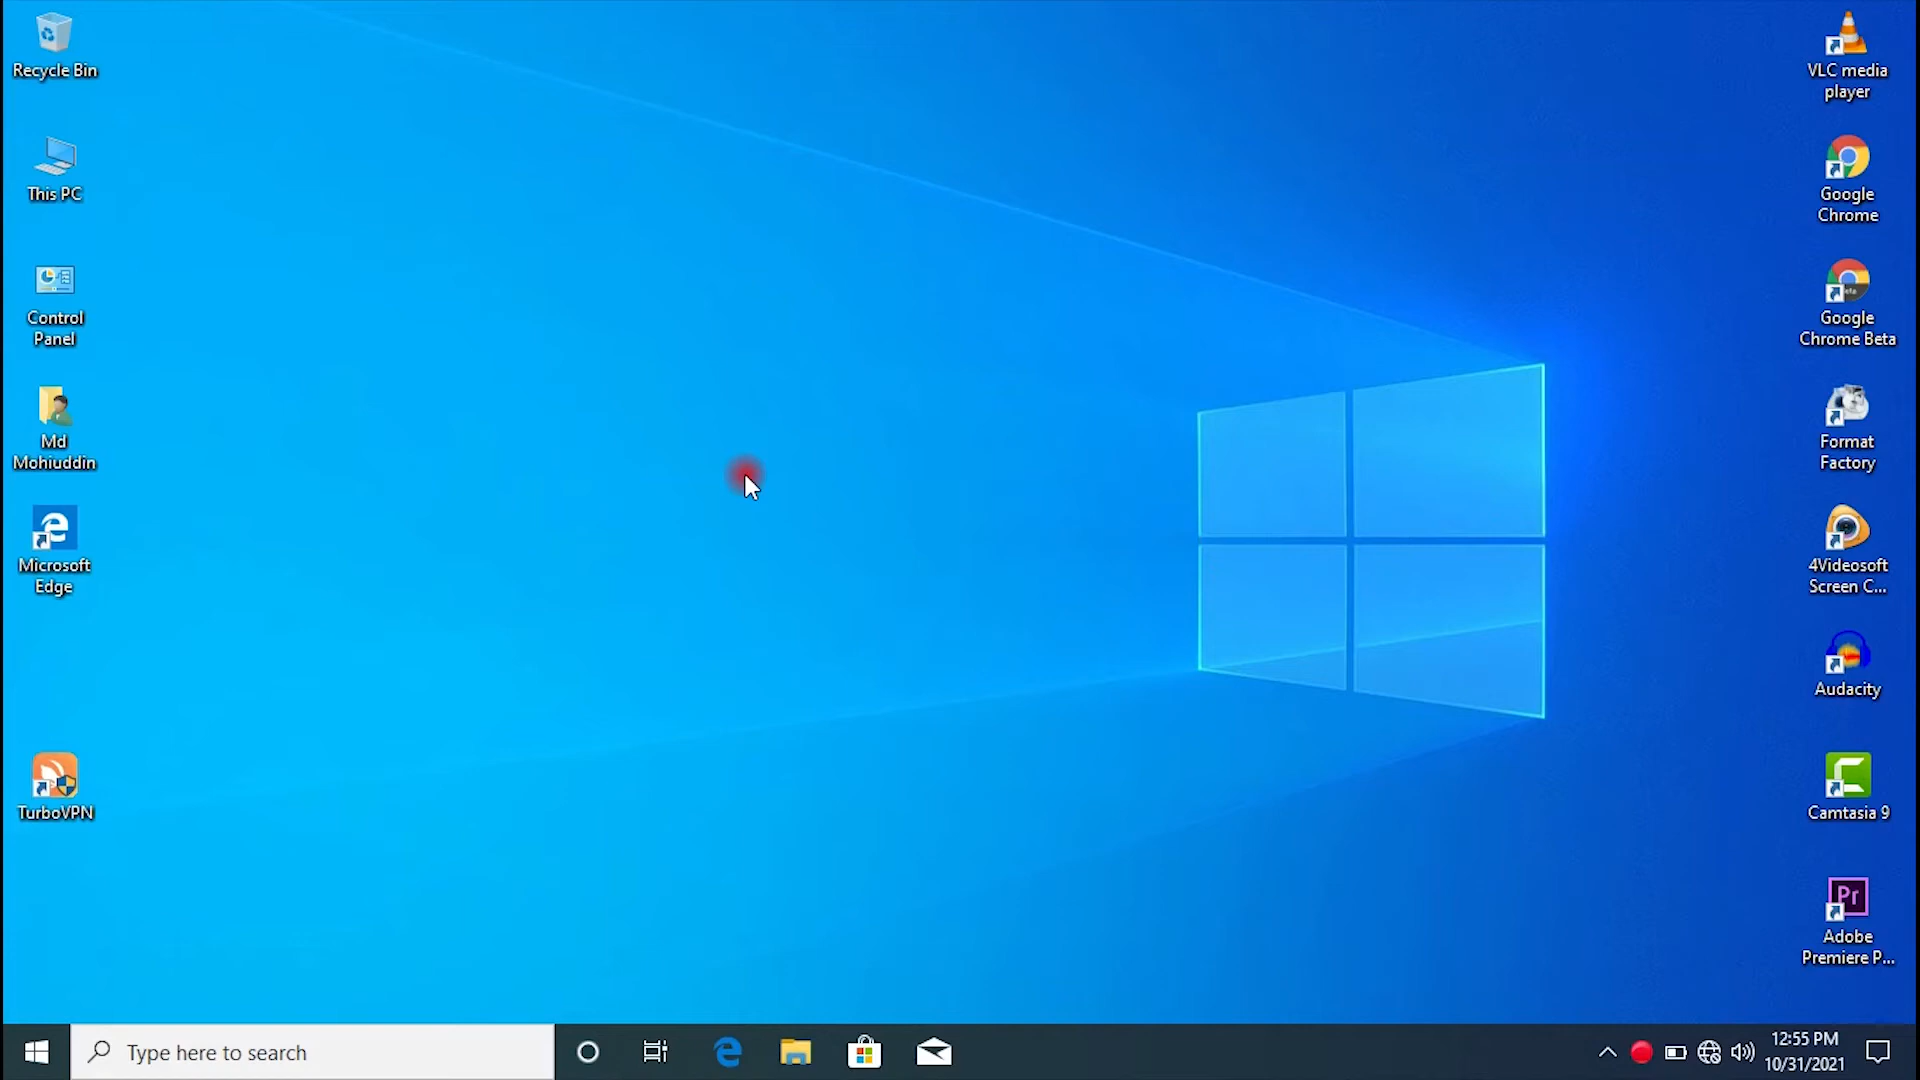 Recycle Bin
This PC
Control
Panel
Md
Mohiuddin
Microsoft
Edge
TurboVPN
VLC media
player
Google
Chrome
Google
Chrome Beta
Format
Factory
4Videosoft
Screen C...
Audacity
Camtasia 9
Pr
Adobe
Premiere P...
Type here to search
12:55 PM
10/31/2021